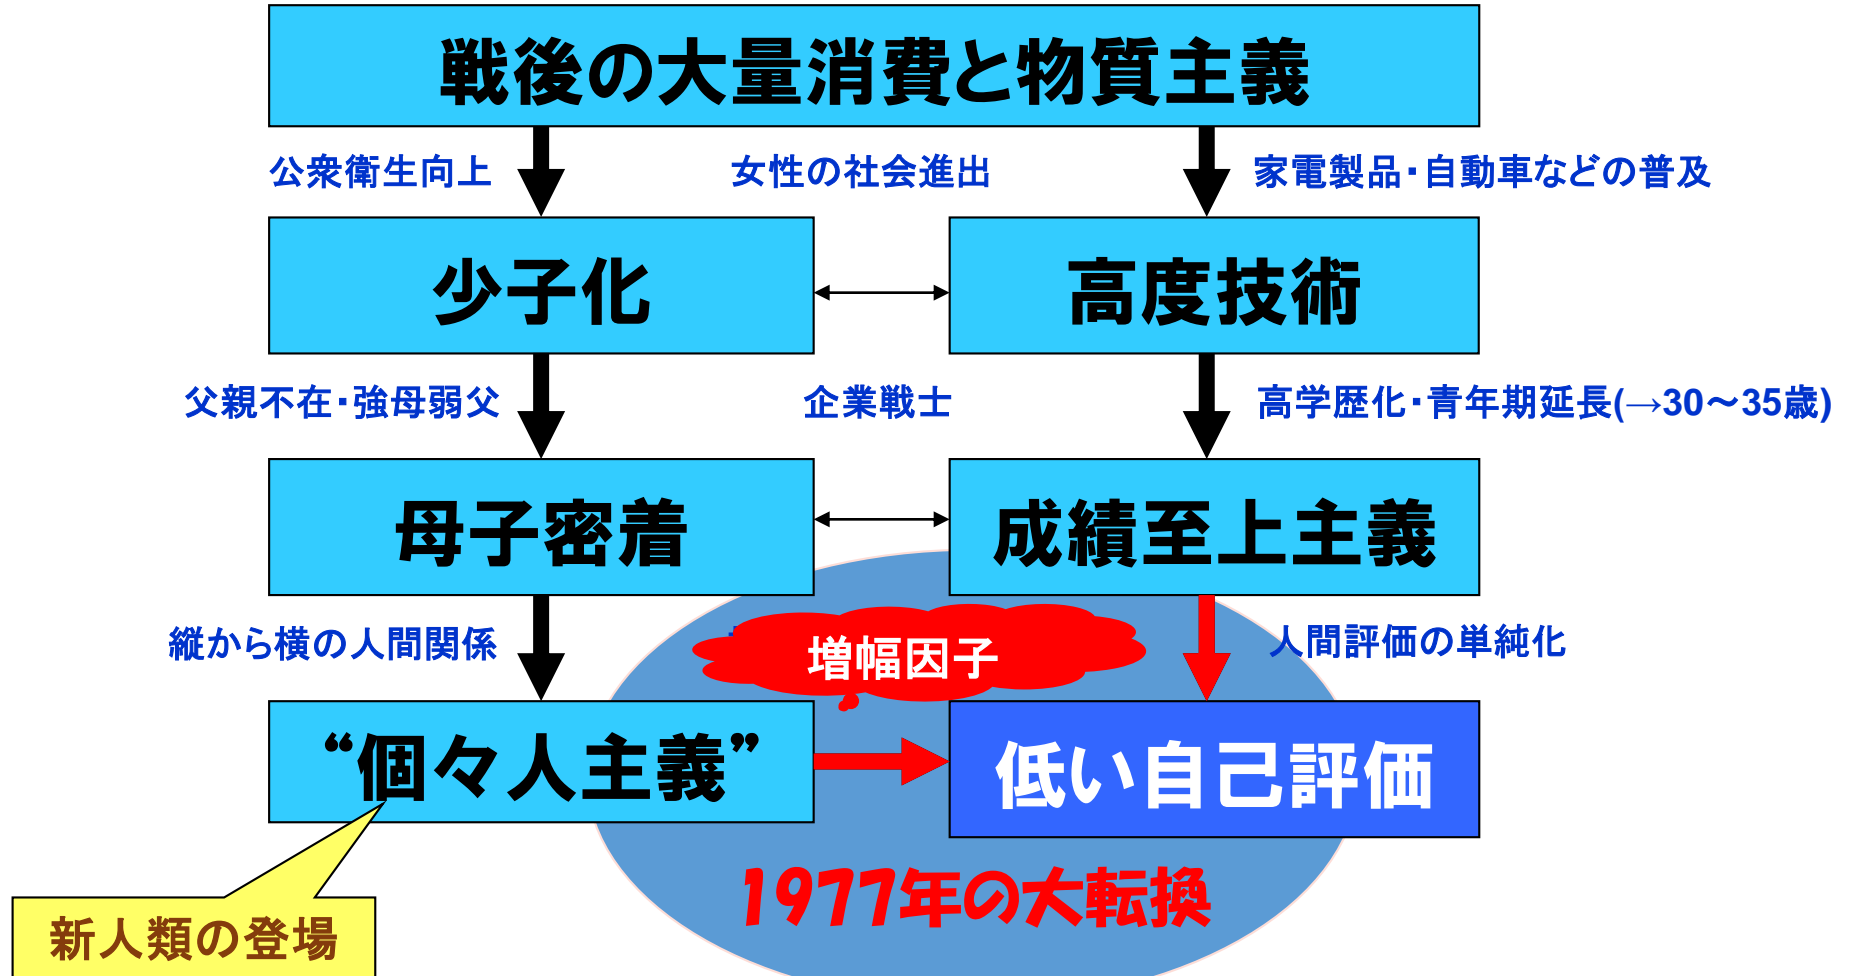 戦後の大量消費と物質主義
公衆衛生向上
女性の社会進出
家電製品・自動車などの普及
少子化
高度技術
父親不在・強母弱父
企業戦士
高学歴化・青年期延長(→30～35歳)
母子密着
成績至上主義
縦から横の人間関係
増幅因子
人間評価の単純化
“個々人主義”
低い自己評価
1977年の大転換
新人類の登場